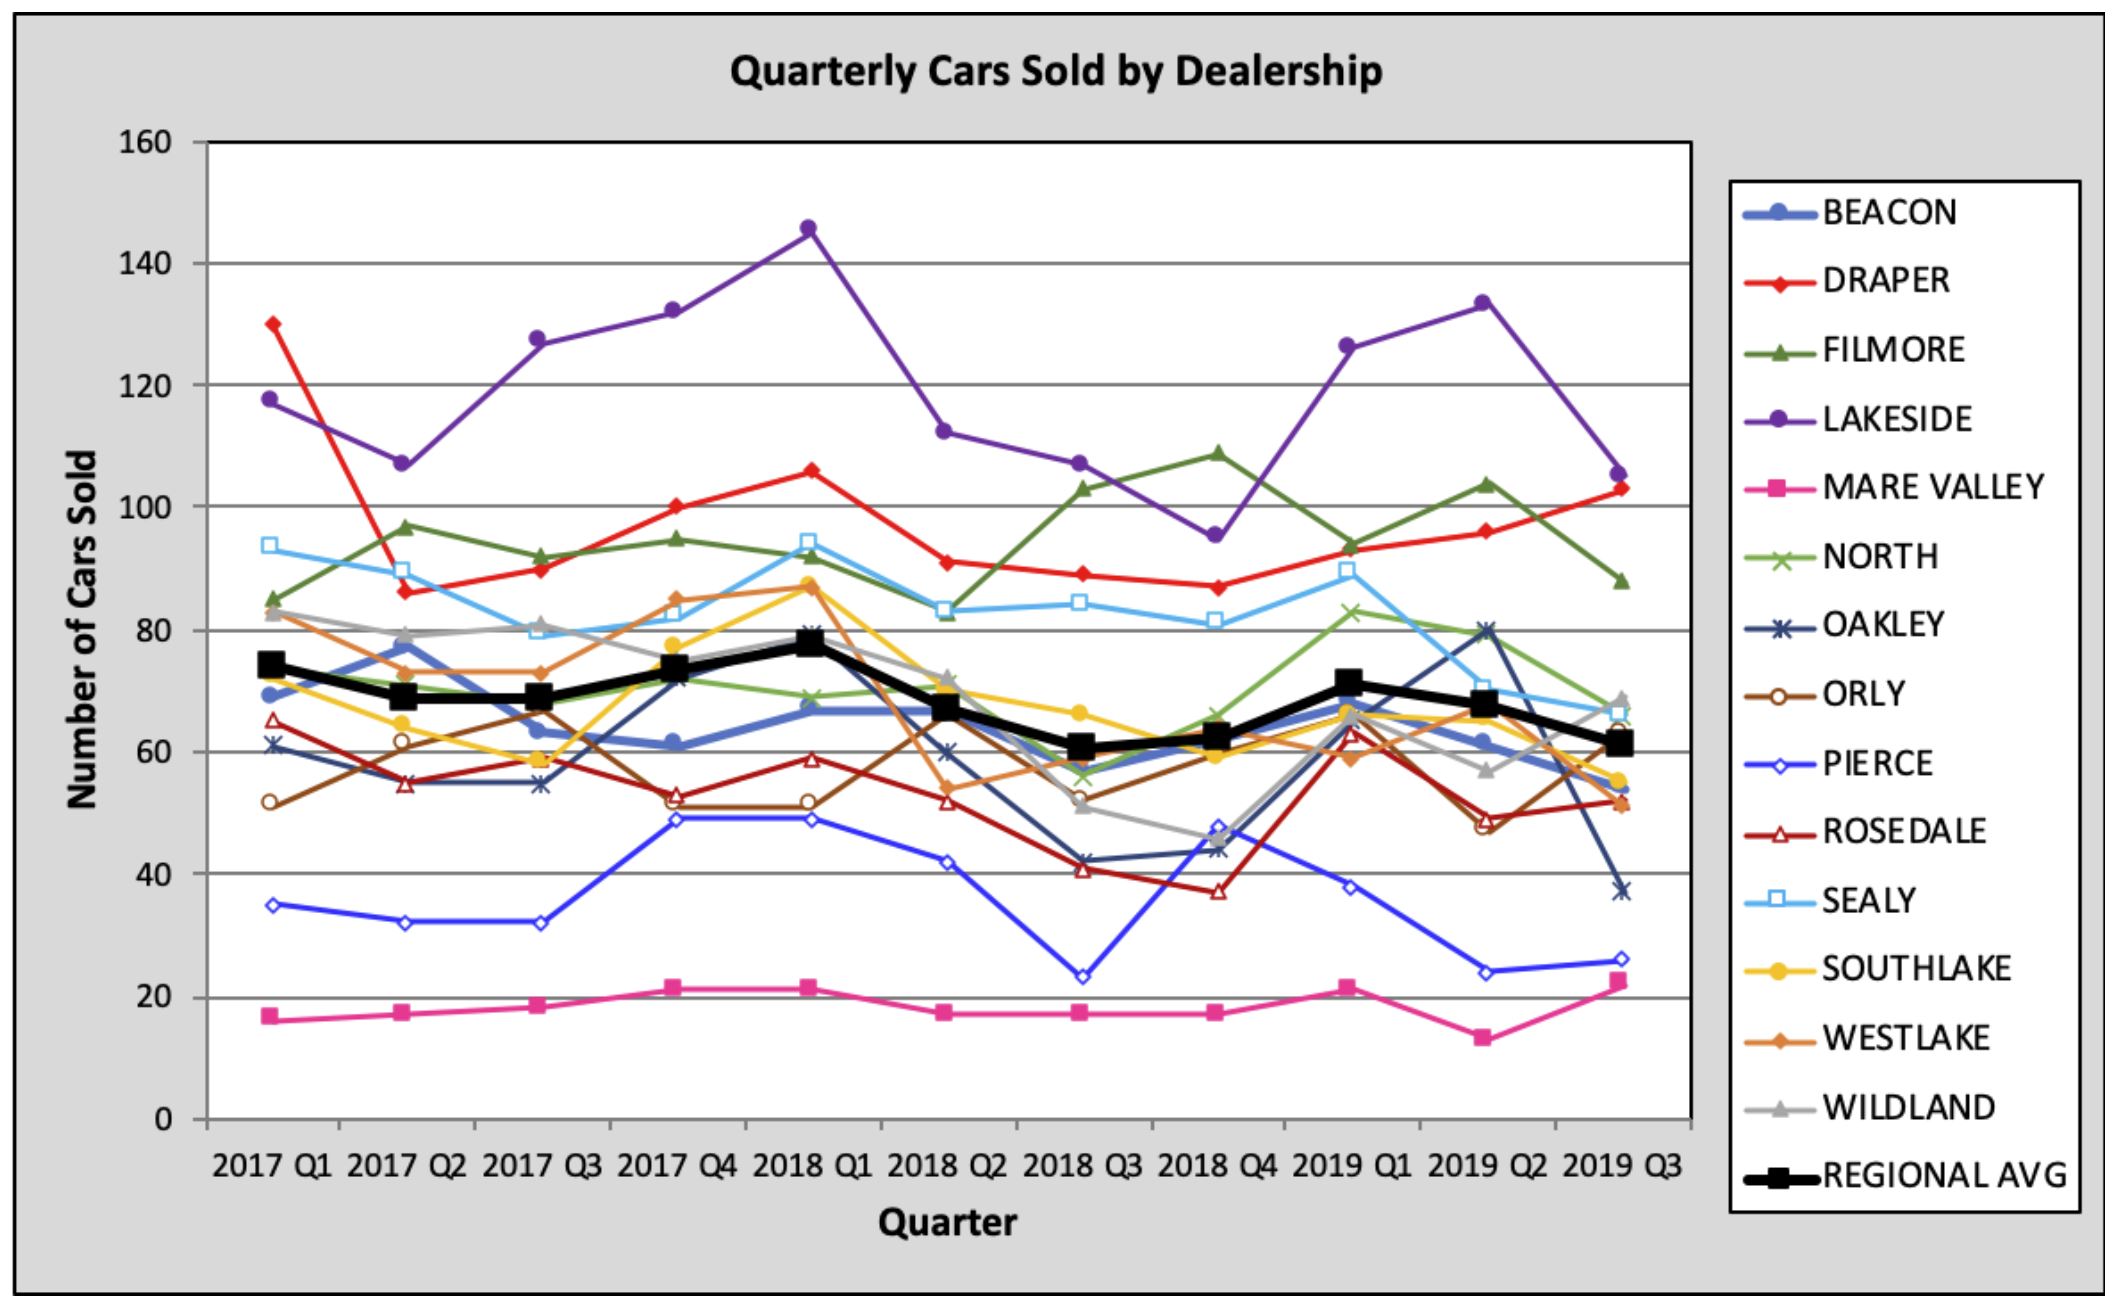 Quarterly Cars Sold by Dealership
Number of Cars Sold
160
140
120
100
80
60
40
20
0
2017 Q1 2017 Q2 2017 Q3 2017 Q4 2018 Q1 2018 Q2 2018 Q3 2018 Q4 2019 Q1 2019 Q2 2019 Q3
Quarter
BEACON
DRAPER
FILMORE
LAKESIDE
MARE VALLEY
NORTH
OAKLEY
ORLY
PIERCE
ROSEDALE
SEALY
SOUTHLAKE
WESTLAKE
WILDLAND
REGIONAL AVG